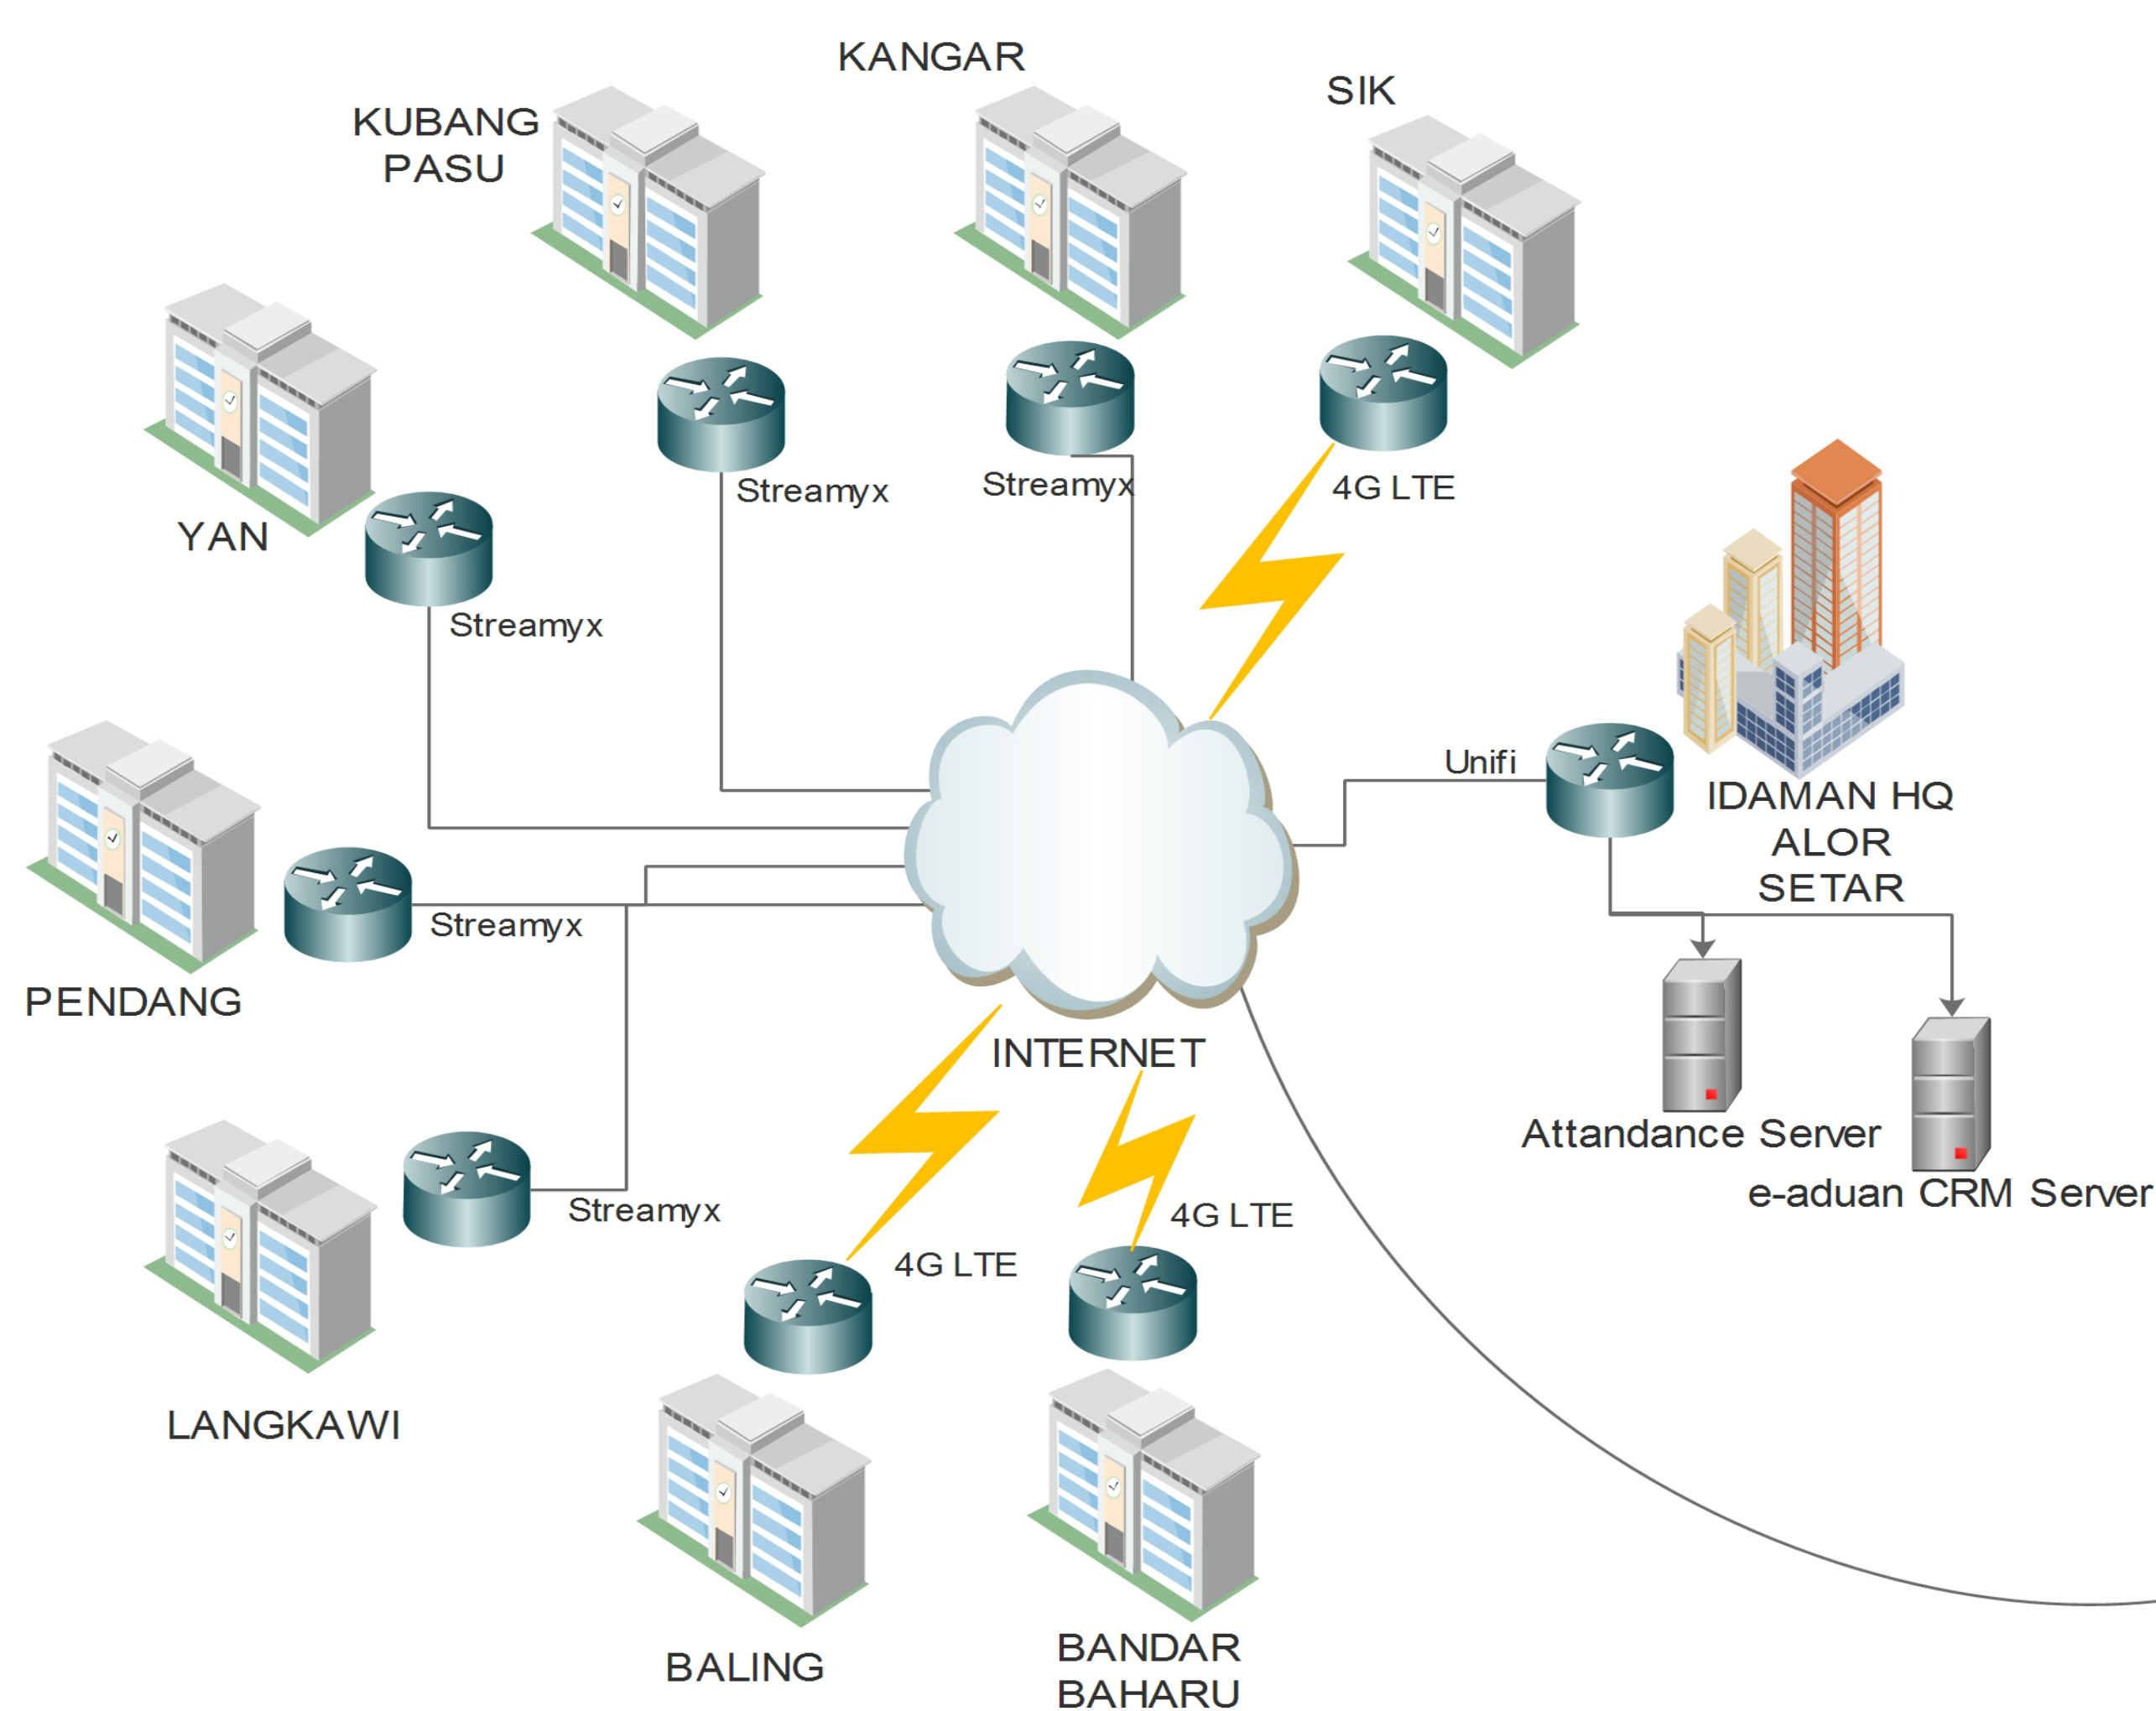 KANGAR
SIK
KUBANG
PASU
Streamyx
Streamyx
4G LTE
YAN
Streamyx
Unifi
IDAMAN HQ
ALOR
SETAR
Streamyx
PENDANG
INTERNET
Attandance Server
e-aduan CRM Server
Streamyx
4G LTE
4G LTE
LANGKAWI
BALING
BANDAR
BAHARU